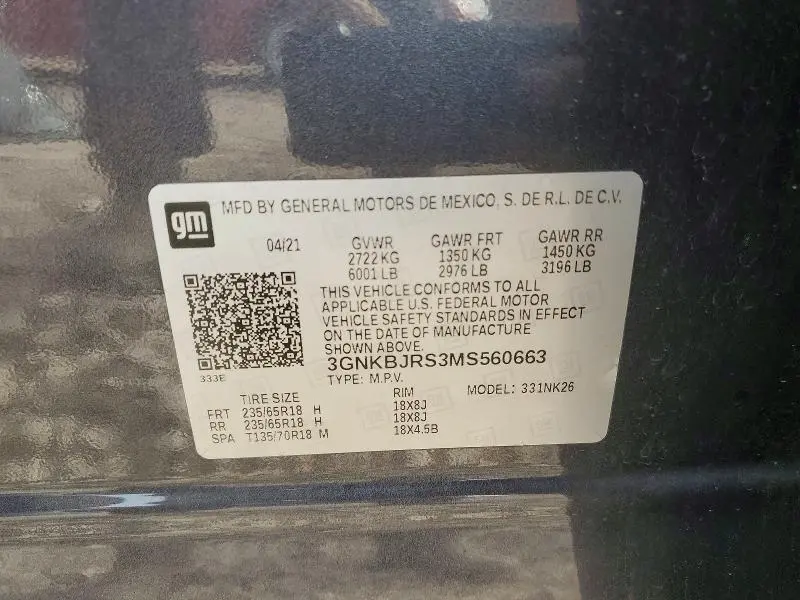 gm
MFD BY GENERAL MOTORS DE MEXICO, S. DE R.L. DE C.V.
04/21 GVWR GAWR FRT GAWR RR
2722 KG 1350 KG 1450 KG
6001 LB 2976 LB 3196 LB
THIS VEHICLE CONFORMS TO ALL
APPLICABLE U.S. FEDERAL MOTOR
VEHICLE SAFETY STANDARDS IN EFFECT
ON THE DATE OF MANUFACTURE
SHOWN ABOVE.
333E
3GNKBJRS3MS560663
TYPE: M.P.V. MODEL: 331NK26
TIRE SIZE RIM
FRT 235/65R18 H 18X8J
RR 235/65R18 H 18X8J
SPA T135/70R18 M 18X4.5B